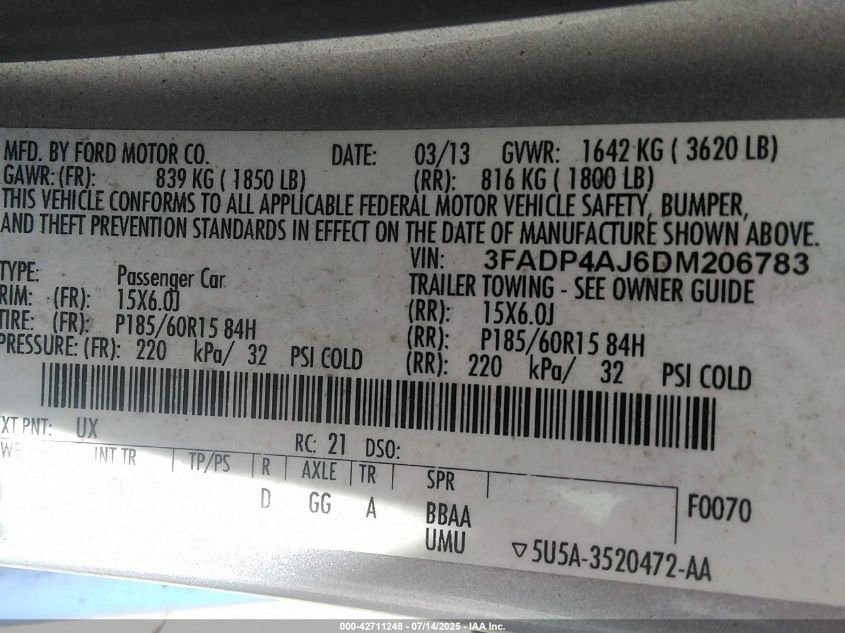 MFD. BY FORD MOTOR CO. DATE: 03/13 GVWR: 1642 KG ( 3620 LB)
GAWR: (FR): 839 KG ( 1850 LB) (RR): 816 KG ( 1800 LB)
THIS VEHICLE CONFORMS TO ALL APPLICABLE FEDERAL MOTOR VEHICLE SAFETY, BUMPER,
AND THEFT PREVENTION STANDARDS IN EFFECT ON THE DATE OF MANUFACTURE SHOWN ABOVE.
VIN: 3FADP4AJ6DM206783
TYPE: Passenger Car TRAILER TOWING - SEE OWNER GUIDE
RIM: (FR): 15X6.0J (RR): 15X6.0J
TIRE: (FR): P185/60R15 84H (RR): P185/60R15 84H
PRESSURE: (FR): 220 kPa/ 32 PSI COLD (RR): 220 kPa/ 32 PSI COLD
XT PNT: UX RC: 21 DSO:
INT TR TP/PS R AXLE TR SPR
D GG A BBAA F0070
UMU ▽5U5A-3520472-AA
000-42711248 - 07/14/2025 - IAA Inc.